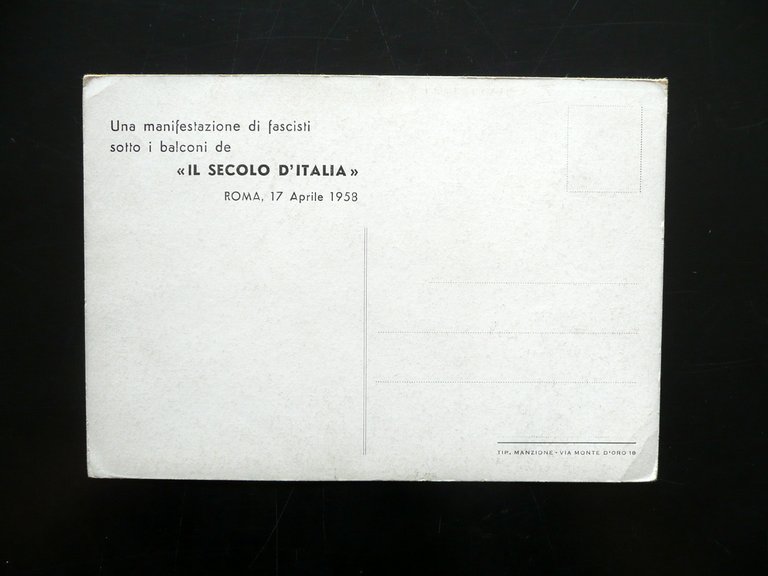 Una manifestazione di fascisti
sotto i balconi de
«IL SECOLO D'ITALIA»
ROMA, 17 Aprile 1958
TIP. MANZIONE - VIA MONTE D'ORO 18